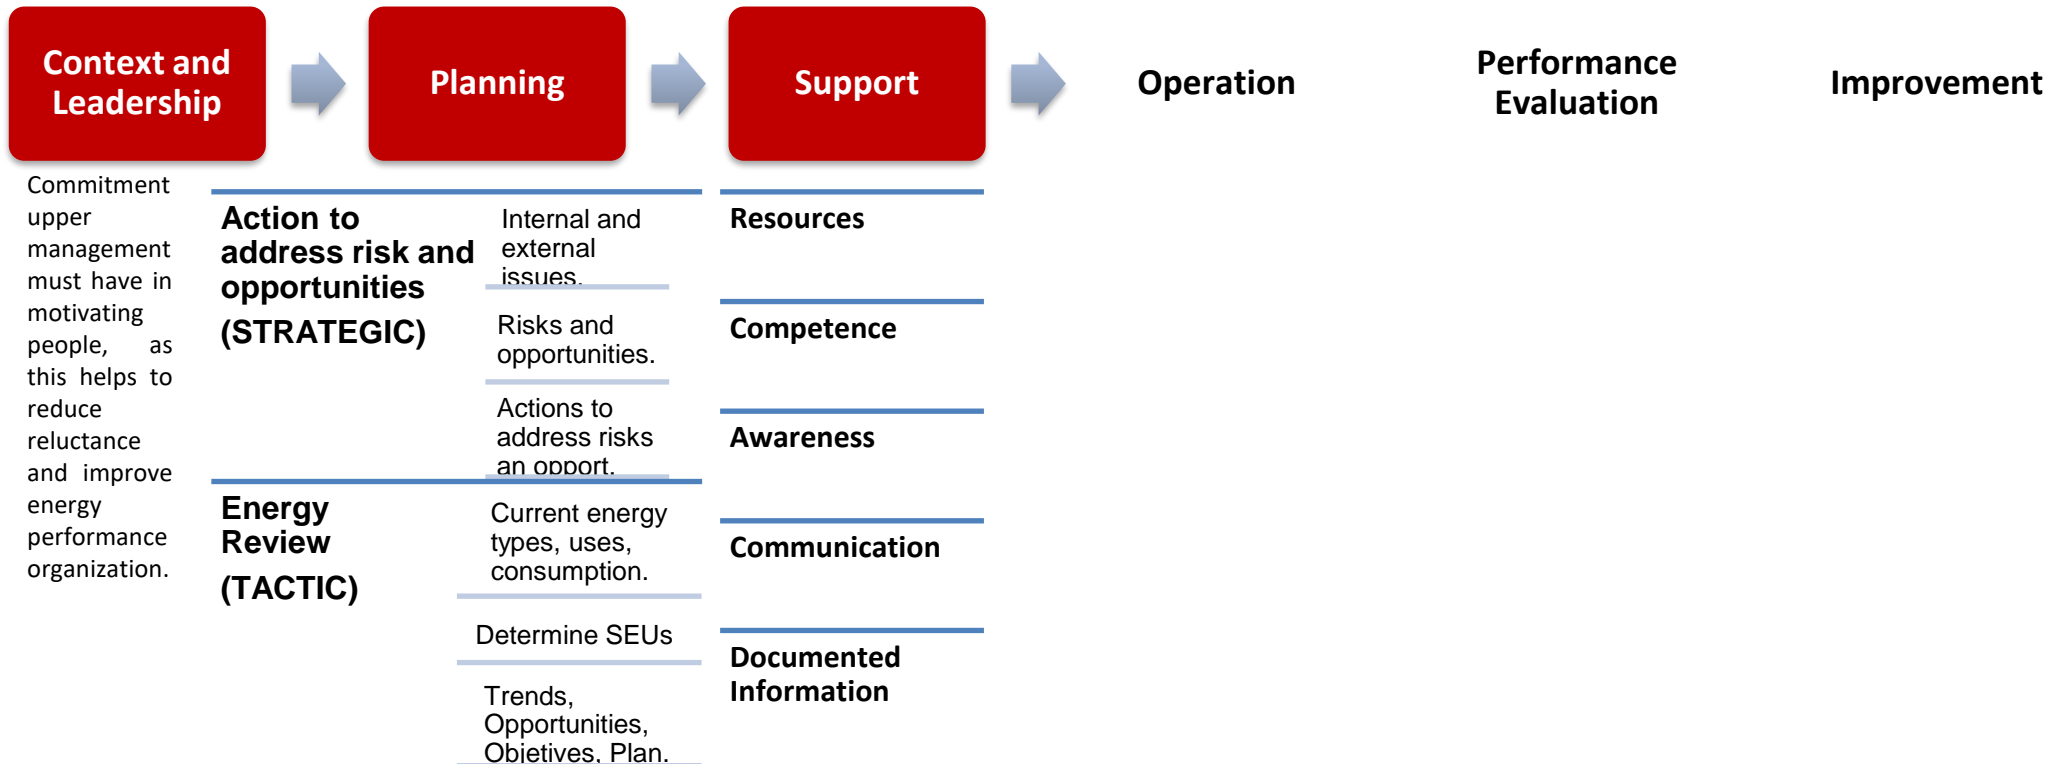 Context and
Leadership
Planning
Support
Operation
Performance
Evaluation
Improvement
Commitment
upper
management
must have in
motivating
people, as
this helps to
reduce
reluctance
and improve
energy
performance
organization.
Action to
address risk and
opportunities
(STRATEGIC)
Internal and
external
issues.
Risks and
opportunities.
Actions to
address risks
an opport.
Energy
Review
(TACTIC)
Current energy
types, uses,
consumption.
Determine SEUs
Trends,
Opportunities,
Objetives, Plan.
Resources
Competence
Awareness
Communication
Documented
Information